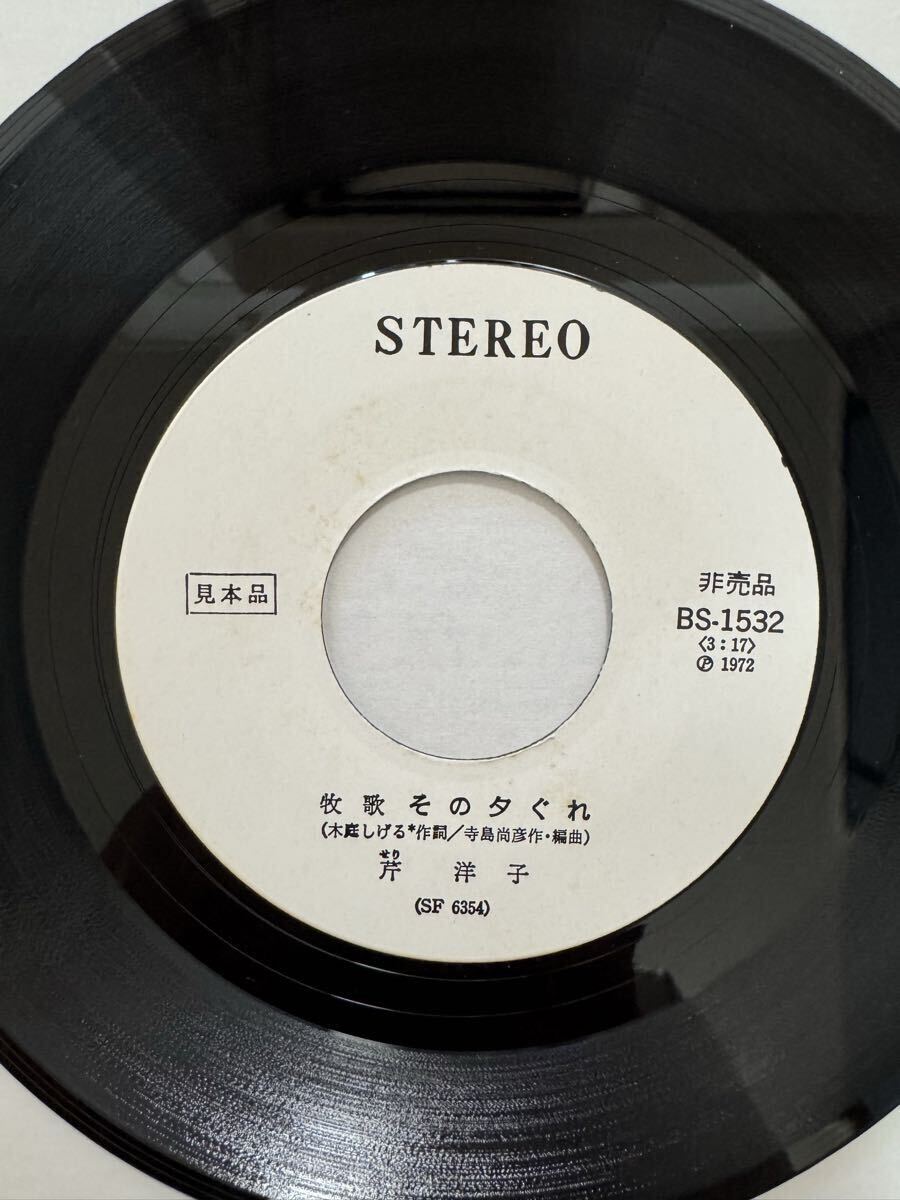 STEREO
見本品
非売品
BS-1532
〈3：17〉
Ⓟ 1972
牧歌 その夕ぐれ
(木庭しげる*作詞/寺島尚彦作・編曲)
せり
芹 洋子
(SF 6354)